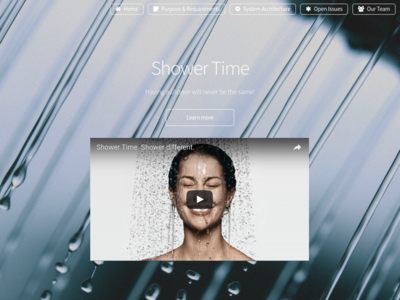 Home
Purpose & Requirements
System Architecture
Open Issues
Our Team
Shower Time
Having a shower will never be the same!
Learn more
Shower Time. Shower different.